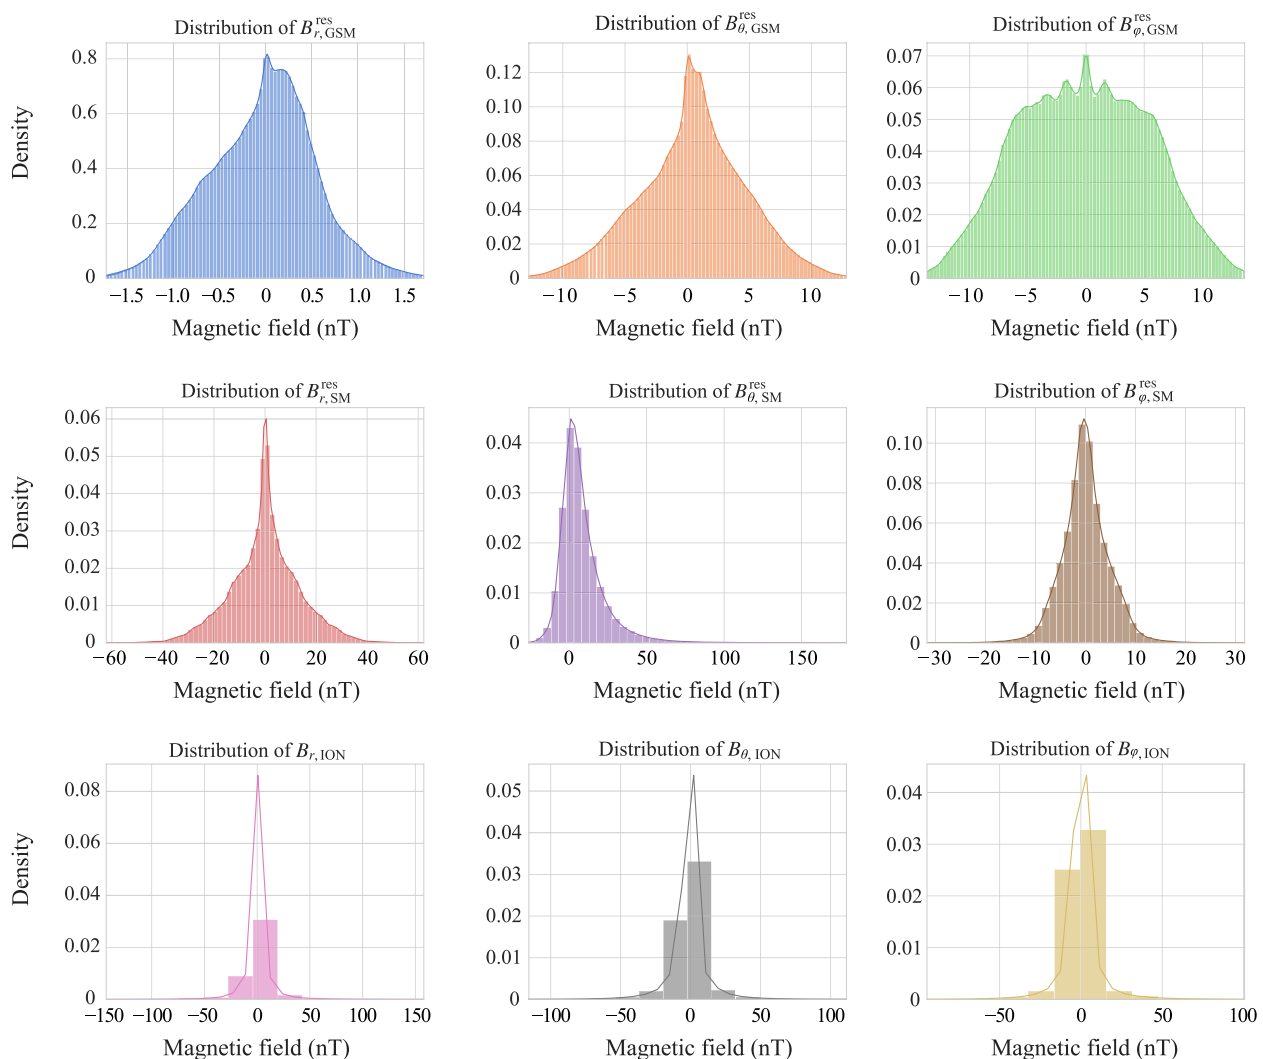 Distribution of B^res_r, GSM
Distribution of B^res_θ, GSM
Distribution of B^res_φ, GSM
Density
0.8
0.6
0.4
0.2
0
−1.5 −1.0 −0.5 0 0.5 1.0 1.5
Magnetic field (nT)
0.12
0.10
0.08
0.06
0.04
0.02
0
−10 −5 0 5 10
Magnetic field (nT)
0.07
0.06
0.05
0.04
0.03
0.02
0.01
0
−10 −5 0 5 10
Magnetic field (nT)
Distribution of B^res_r, SM
Distribution of B^res_θ, SM
Distribution of B^res_φ, SM
Density
0.06
0.05
0.04
0.03
0.02
0.01
0
−60 −40 −20 0 20 40 60
Magnetic field (nT)
0.04
0.03
0.02
0.01
0
0 50 100 150
Magnetic field (nT)
0.10
0.08
0.06
0.04
0.02
0
−30 −20 −10 0 10 20 30
Magnetic field (nT)
Distribution of B_r, ION
Distribution of B_θ, ION
Distribution of B_φ, ION
Density
0.08
0.06
0.04
0.02
0
−150 −100 −50 0 50 100 150
Magnetic field (nT)
0.05
0.04
0.03
0.02
0.01
0
−100 −50 0 50 100
Magnetic field (nT)
0.04
0.03
0.02
0.01
0
−50 0 50 100
Magnetic field (nT)